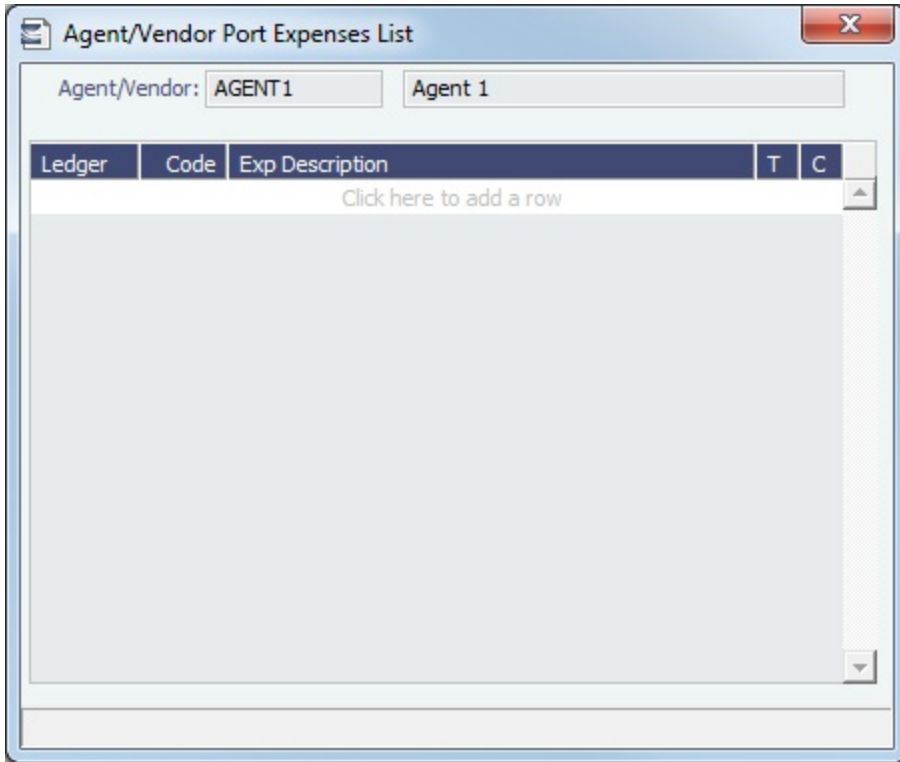 Agent/Vendor Port Expenses List
Agent/Vendor: AGENT1 Agent 1
Ledger Code Exp Description T C
Click here to add a row